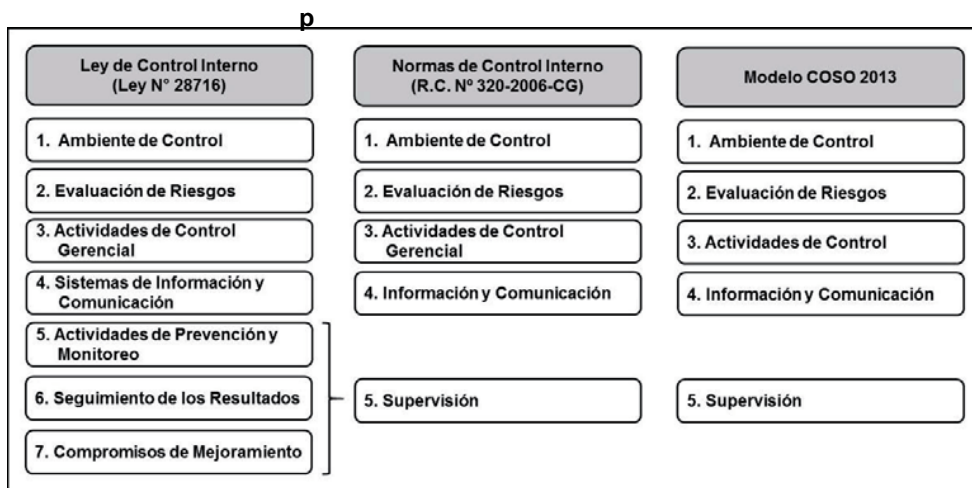 p
Ley de Control Interno
(Ley N° 28716)
1. Ambiente de Control
2. Evaluación de Riesgos
3. Actividades de Control
Gerencial
4. Sistemas de Información y
Comunicación
5. Actividades de Prevención y
Monitoreo
6. Seguimiento de los Resultados
7. Compromisos de Mejoramiento
Normas de Control Interno
(R.C. Nº 320-2006-CG)
1. Ambiente de Control
2. Evaluación de Riesgos
3. Actividades de Control
Gerencial
4. Información y Comunicación
5. Supervisión
Modelo COSO 2013
1. Ambiente de Control
2. Evaluación de Riesgos
3. Actividades de Control
4. Información y Comunicación
5. Supervisión